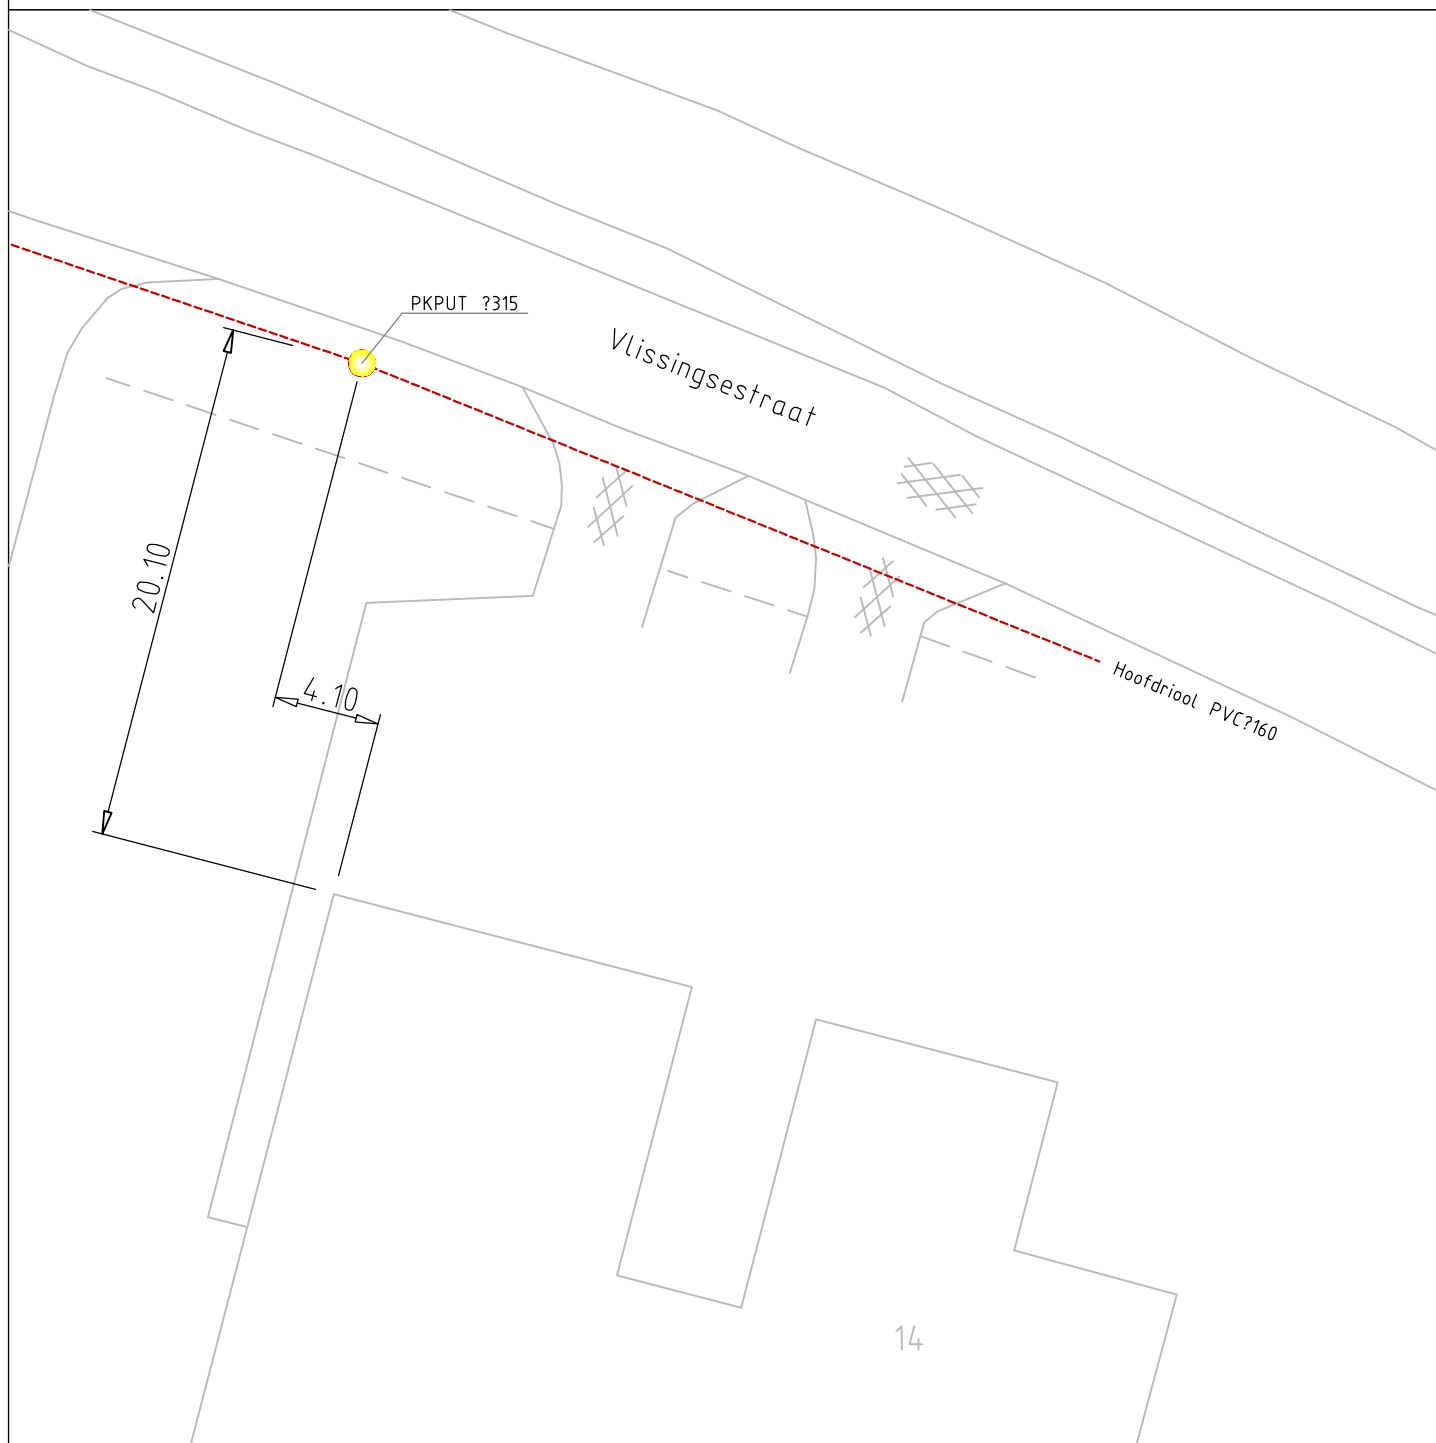 PKPUT ?315
Vlissingsestraat
20.10
4.10
Hoofdriool PVC?160
14